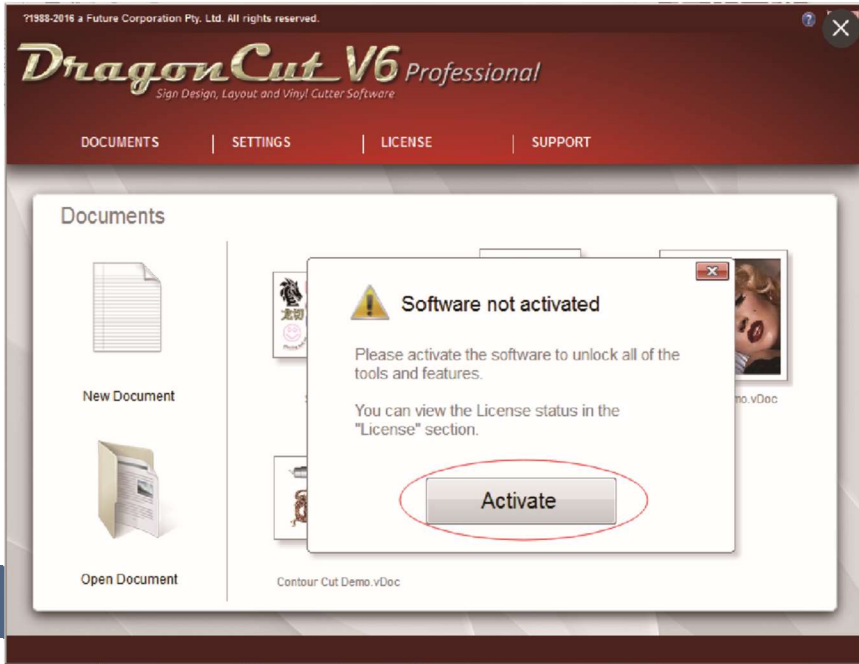 ?1988-2016 a Future Corporation Pty. Ltd. All rights reserved.
DragonCut V6 Professional
Sign Design, Layout and Vinyl Cutter Software
DOCUMENTS
SETTINGS
LICENSE
SUPPORT
Documents
New Document
Open Document
龙切
Software not activated
Please activate the software to unlock all of the
tools and features.
You can view the License status in the
"License" section.
Activate
mo.vDoc
Contour Cut Demo.vDoc